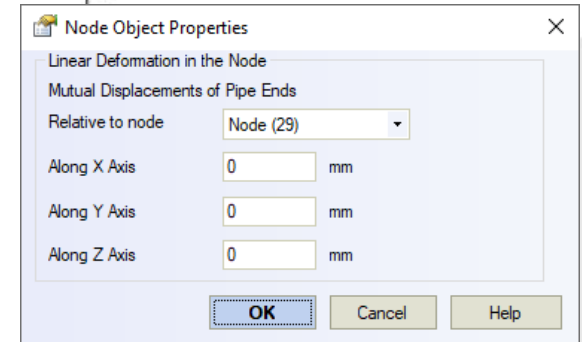 Node Object Properties
Linear Deformation in the Node
Mutual Displacements of Pipe Ends
Relative to node Node (29)
Along X Axis 0 mm
Along Y Axis 0 mm
Along Z Axis 0 mm
OK Cancel Help